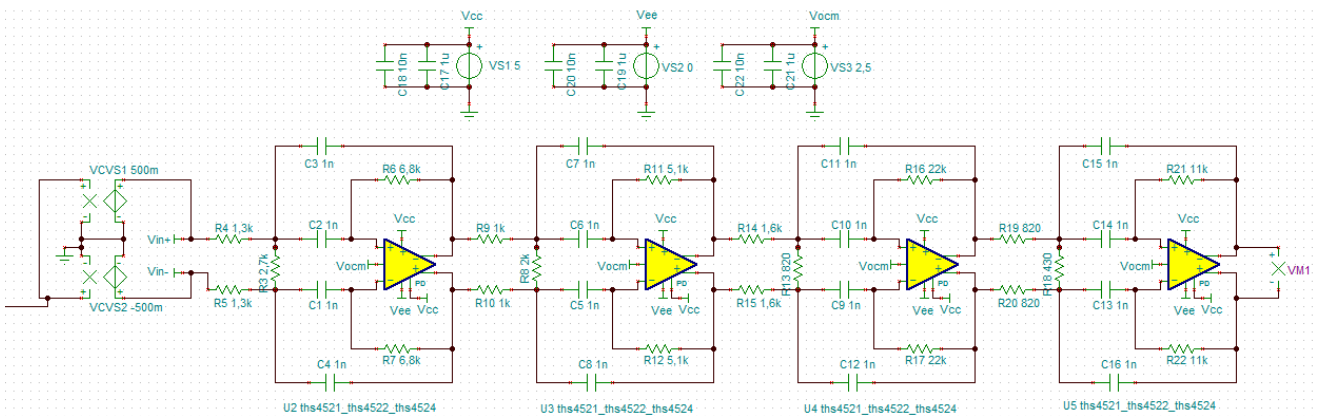 Vcc
Vee
Vocm
C18 10n
C17 1u
VS1 5
C20 10n
C19 1u
VS2 0
C22 10n
C21 1u
VS3 2,5
C3 1n
C7 1n
C11 1n
C15 1n
VCVS1 500m
R6 6,8k
R11 5,1k
R16 22k
R21 11k
Vin+
R4 1,3k
C2 1n
Vcc
R9 1k
C6 1n
Vcc
R14 1,6k
C10 1n
Vcc
R19 820
C14 1n
Vcc
R3 2,7k
Vocm
R8 2k
Vocm
R13 820
Vocm
R18 430
Vocm
VM1
Vin-
R5 1,3k
C1 1n
PD
R10 1k
C5 1n
PD
R15 1,6k
C9 1n
PD
R20 820
C13 1n
PD
VCVS2 -500m
Vee
Vcc
Vee
Vcc
Vee
Vcc
Vee
Vcc
R7 6,8k
R12 5,1k
R17 22k
R22 11k
C4 1n
C8 1n
C12 1n
C16 1n
U2 ths4521_ths4522_ths4524
U3 ths4521_ths4522_ths4524
U4 ths4521_ths4522_ths4524
U5 ths4521_ths4522_ths4524